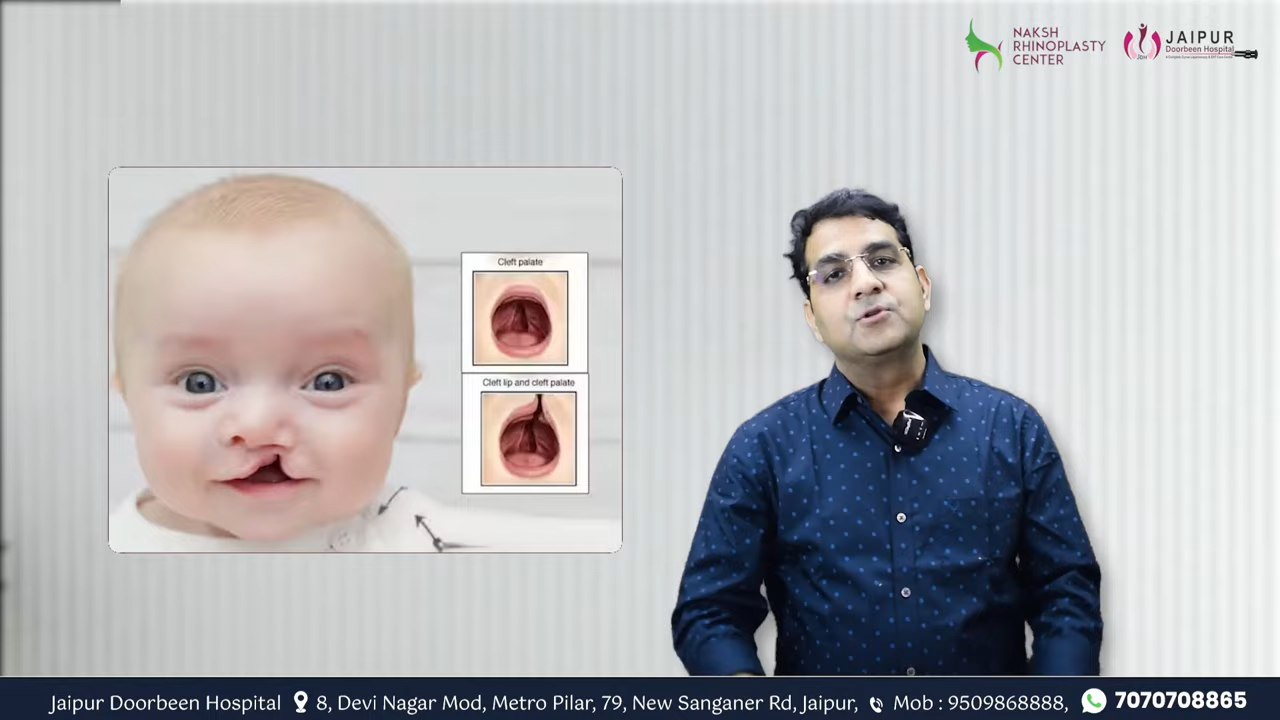 NAKSH
RHINOPLASTY
CENTER
JAIPUR
Doorbeen Hospital
JDH
Cleft palate
Cleft lip and cleft palate
Jaipur Doorbeen Hospital 8, Devi Nagar Mod, Metro Pilar, 79, New Sanganer Rd, Jaipur, Mob : 9509868888, 7070708865